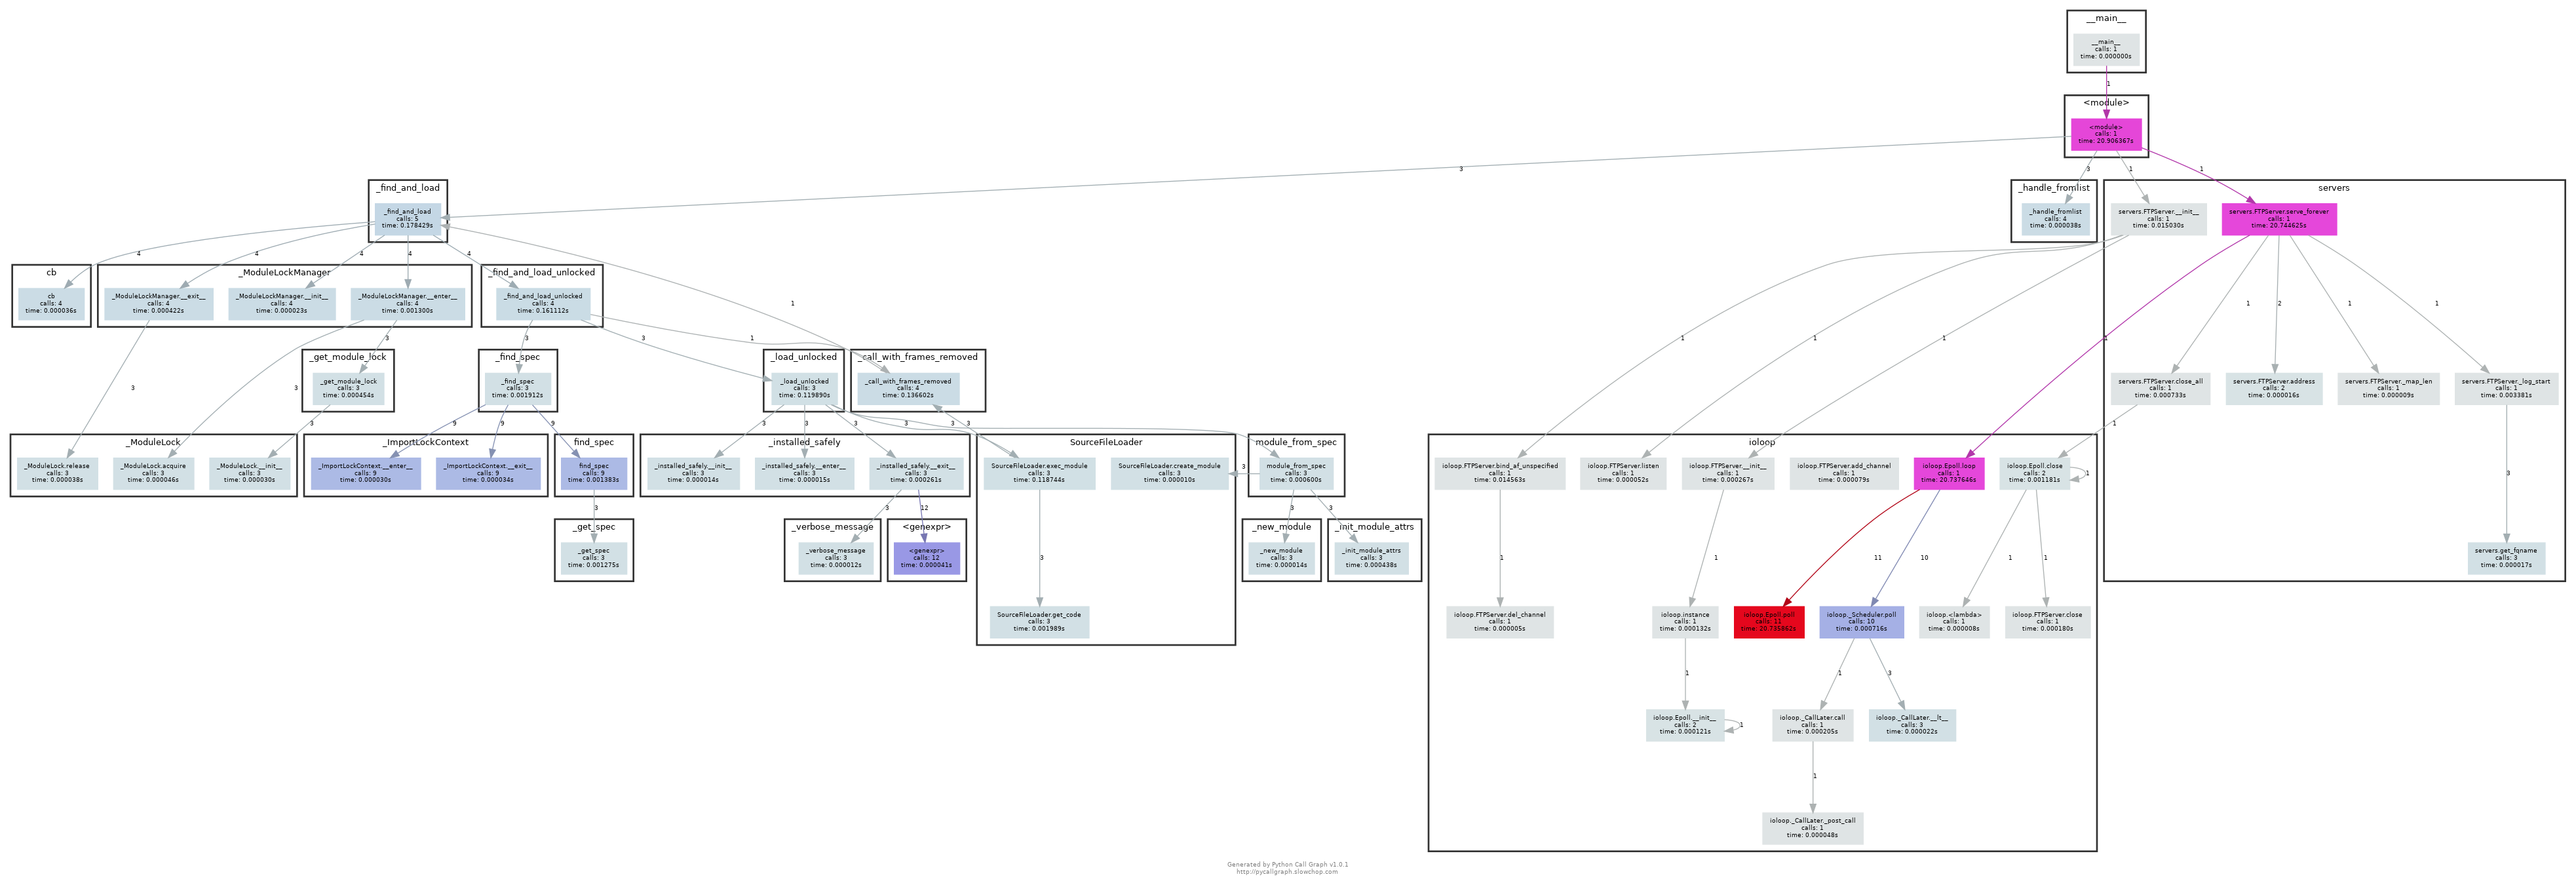 __main__
__main__
calls: 1
time: 0.000000s
1
<module>
<module>
calls: 1
time: 20.906367s
3
3
1
1
_find_and_load
_find_and_load
calls: 5
time: 0.178429s
_handle_fromlist
_handle_fromlist
calls: 4
time: 0.000038s
servers
servers.FTPServer.__init__
calls: 1
time: 0.015030s
servers.FTPServer.serve_forever
calls: 1
time: 20.744625s
4
4
4
4
4
cb
cb
calls: 4
time: 0.000036s
_ModuleLockManager
_ModuleLockManager.__exit__
calls: 4
time: 0.000422s
_ModuleLockManager.__init__
calls: 4
time: 0.000023s
_ModuleLockManager.__enter__
calls: 4
time: 0.001300s
_find_and_load_unlocked
_find_and_load_unlocked
calls: 4
time: 0.161112s
1
1
2
1
1
3
3
3
1
1
1
1
1
_get_module_lock
_get_module_lock
calls: 3
time: 0.000454s
_find_spec
_find_spec
calls: 3
time: 0.001912s
_load_unlocked
_load_unlocked
calls: 3
time: 0.119890s
_call_with_frames_removed
_call_with_frames_removed
calls: 4
time: 0.136602s
servers.FTPServer.close_all
calls: 1
time: 0.000733s
servers.FTPServer.address
calls: 2
time: 0.000016s
servers.FTPServer._map_len
calls: 1
time: 0.000009s
servers.FTPServer._log_start
calls: 1
time: 0.003381s
3
3
3
9
9
9
3
3
3
3
3
3
1
_ModuleLock
_ModuleLock.release
calls: 3
time: 0.000038s
_ModuleLock.acquire
calls: 3
time: 0.000046s
_ModuleLock.__init__
calls: 3
time: 0.000030s
_ImportLockContext
_ImportLockContext.__enter__
calls: 9
time: 0.000030s
_ImportLockContext.__exit__
calls: 9
time: 0.000034s
find_spec
find_spec
calls: 9
time: 0.001383s
_installed_safely
_installed_safely.__init__
calls: 3
time: 0.000014s
_installed_safely.__enter__
calls: 3
time: 0.000015s
_installed_safely.__exit__
calls: 3
time: 0.000261s
SourceFileLoader
SourceFileLoader.exec_module
calls: 3
time: 0.118744s
SourceFileLoader.create_module
calls: 3
time: 0.000010s
3
module_from_spec
module_from_spec
calls: 3
time: 0.000600s
ioloop
ioloop.FTPServer.bind_af_unspecified
calls: 1
time: 0.014563s
ioloop.FTPServer.listen
calls: 1
time: 0.000052s
ioloop.FTPServer.__init__
calls: 1
time: 0.000267s
ioloop.FTPServer.add_channel
calls: 1
time: 0.000079s
ioloop.Epoll.loop
calls: 1
time: 20.737646s
ioloop.Epoll.close
calls: 2
time: 0.001181s
1
3
3
3
12
3
3
_get_spec
_get_spec
calls: 3
time: 0.001275s
_verbose_message
_verbose_message
calls: 3
time: 0.000012s
<genexpr>
<genexpr>
calls: 12
time: 0.000041s
_new_module
_new_module
calls: 3
time: 0.000014s
_init_module_attrs
_init_module_attrs
calls: 3
time: 0.000438s
3
1
1
11
10
1
1
servers.get_fqname
calls: 3
time: 0.000017s
SourceFileLoader.get_code
calls: 3
time: 0.001989s
ioloop.FTPServer.del_channel
calls: 1
time: 0.000005s
ioloop.instance
calls: 1
time: 0.000132s
ioloop.Epoll.poll
calls: 11
ioloop._Scheduler.poll
calls: 10
time: 0.000716s
ioloop.<lambda>
calls: 1
time: 0.000008s
ioloop.FTPServer.close
calls: 1
time: 0.000180s
1
1
3
ioloop.Epoll.__init__
calls: 2
time: 0.000121s
1
ioloop._CallLater.call
calls: 1
time: 0.000205s
ioloop._CallLater.__lt__
calls: 3
time: 0.000022s
1
ioloop._CallLater._post_call
calls: 1
time: 0.000048s
Generated by Python Call Graph v1.0.1
http://pycallgraph.slowchop.com